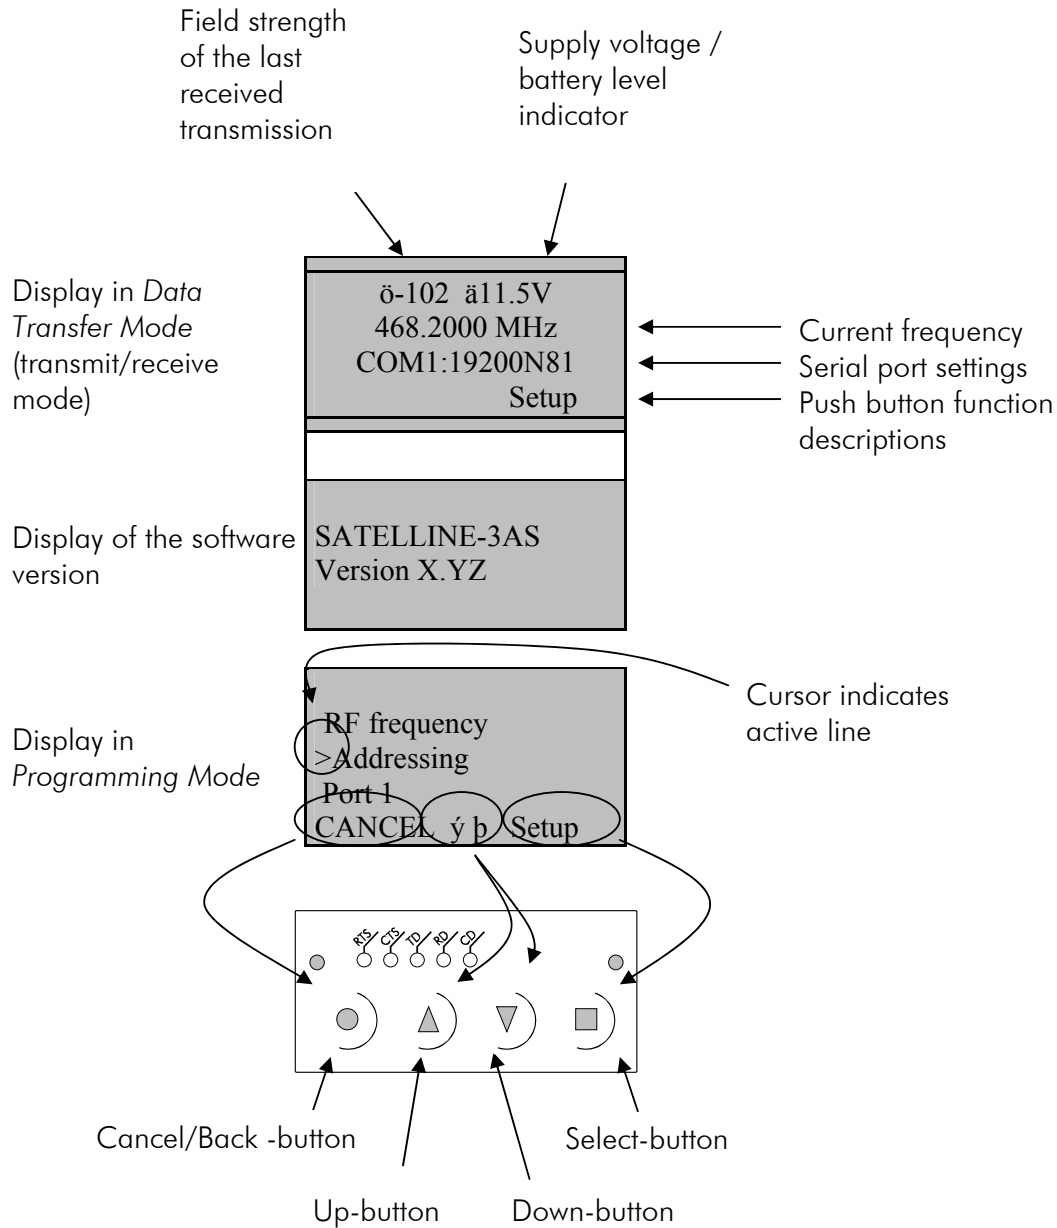 Field strength
of the last
received
transmission
Supply voltage /
battery level
indicator
Display in Data
Transfer Mode
(transmit/receive
mode)
ö-102 ä11.5V
468.2000 MHz
COM1:19200N81
Setup
Current frequency
Serial port settings
Push button function
descriptions
Display of the software
version
SATELLINE-3AS
Version X.YZ
Cursor indicates
active line
Display in
Programming Mode
RF frequency
>Addressing
Port 1
CANCEL ý þ Setup
RTS CTS TD RD CD
Cancel/Back -button
Select-button
Up-button
Down-button